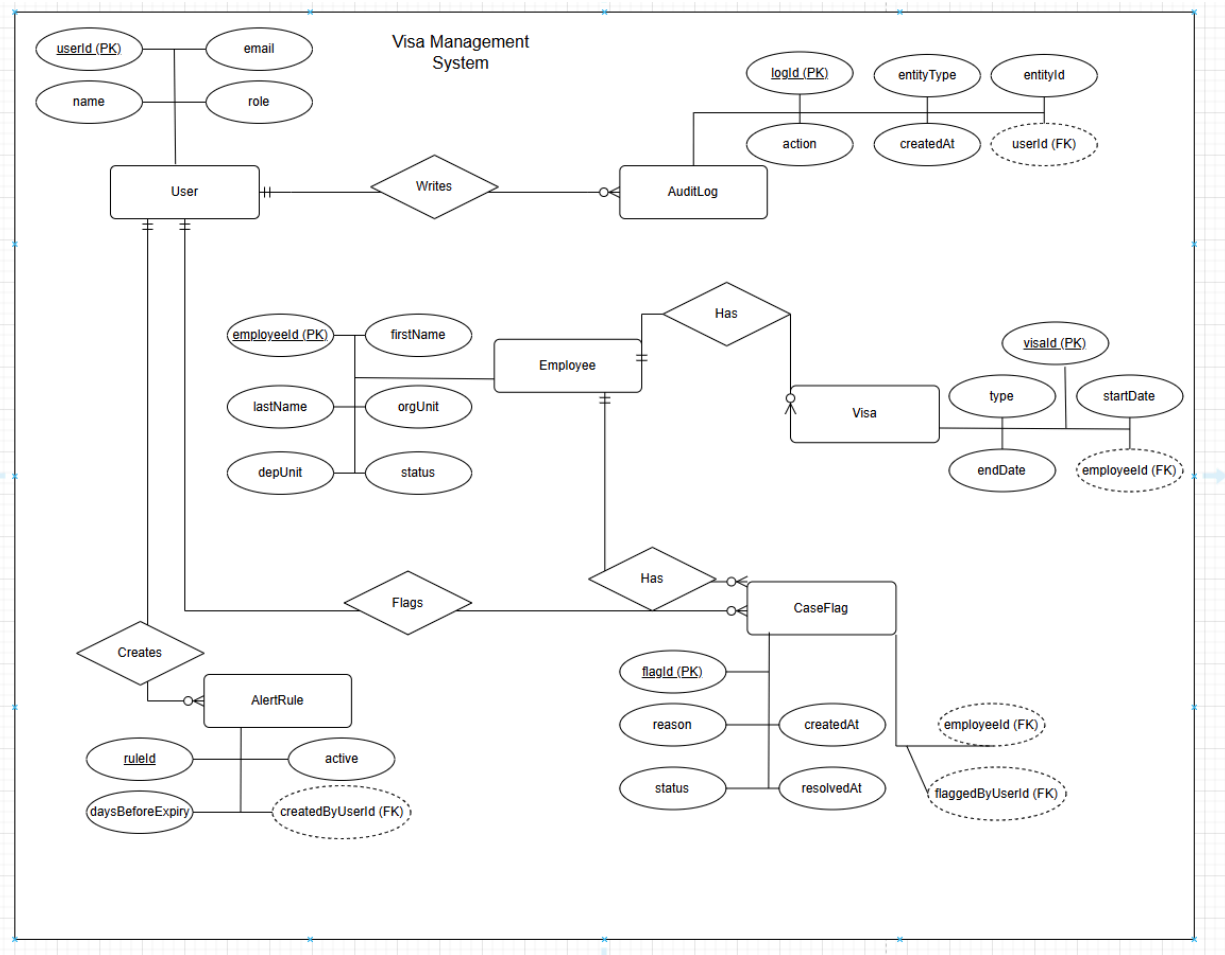 Visa Management
System
userId (PK)
email
name
role
logId (PK)
entityType
entityId
action
createdAt
userId (FK)
User
Writes
AuditLog
Has
employeeId (PK)
firstName
Employee
visaId (PK)
lastName
orgUnit
Visa
type
startDate
depUnit
status
endDate
employeeId (FK)
Has
Flags
CaseFlag
Creates
flagId (PK)
AlertRule
reason
createdAt
employeeId (FK)
ruleId
active
status
resolvedAt
flaggedByUserId (FK)
daysBeforeExpiry
createdByUserId (FK)